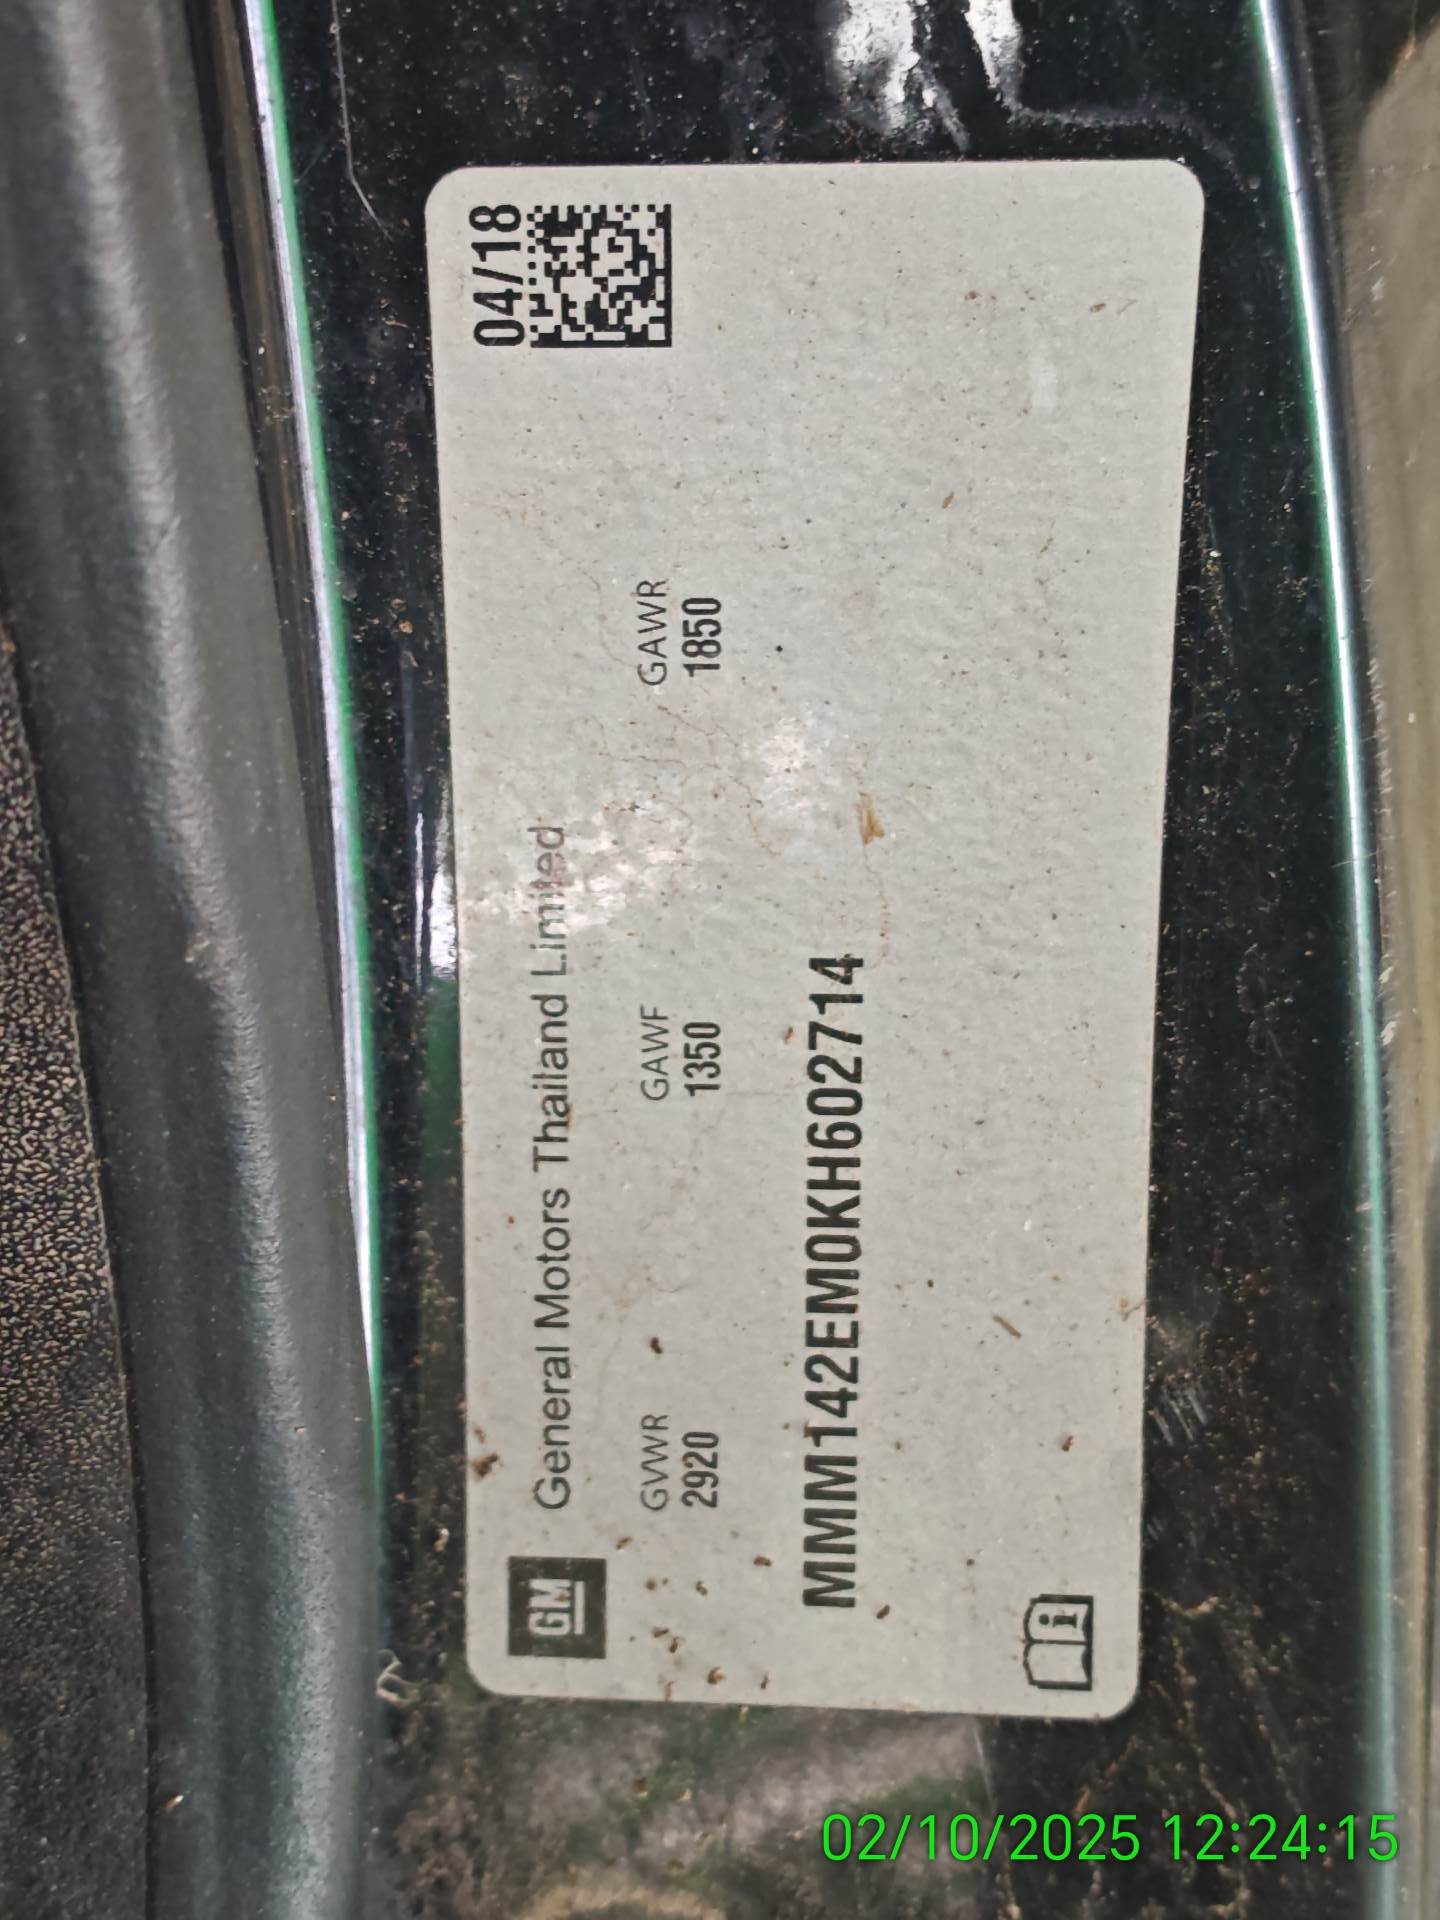 04/18
GM
General Motors Thailand Limited
GVWR GAWF GAWR
2920 1350 1850
MMM142EM0KH602714
i
02/10/2025 12:24:15